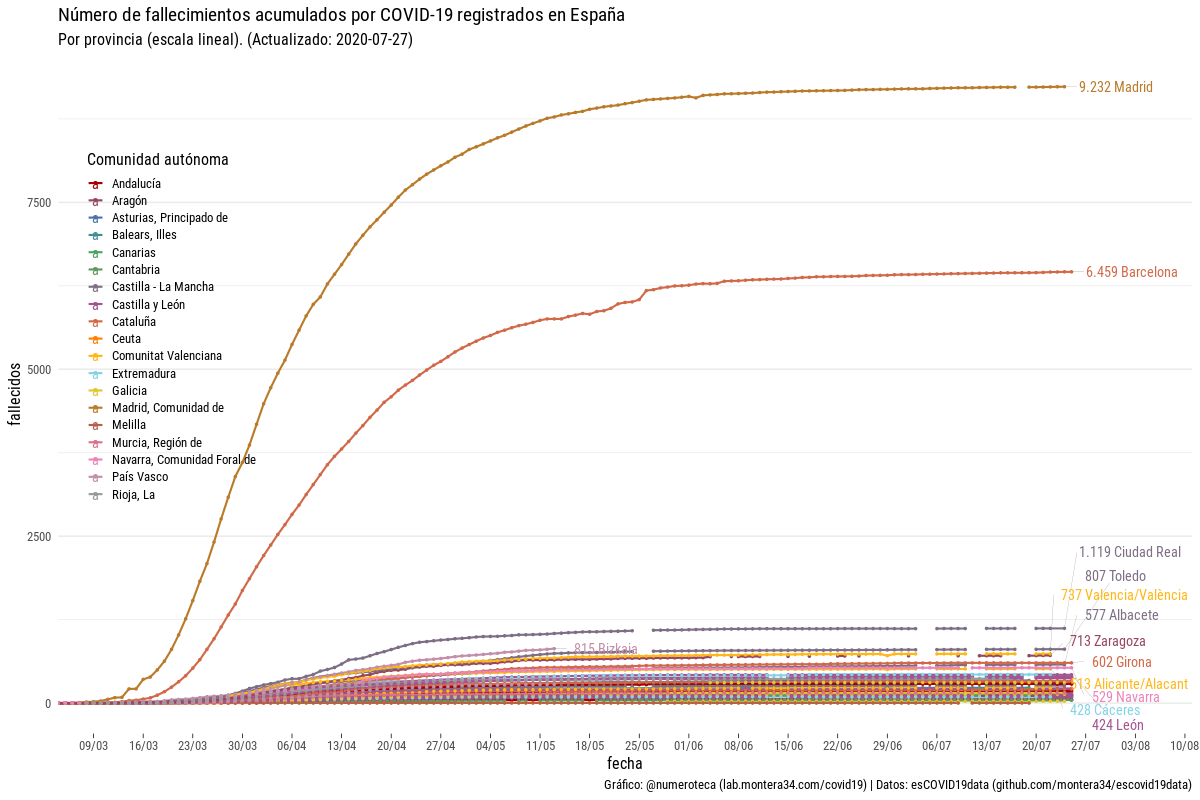 Número de fallecimientos acumulados por COVID-19 registrados en España
Por provincia (escala lineal). (Actualizado: 2020-07-27)
9.232 Madrid
Comunidad autónoma
Andalucía
Aragón
Asturias, Principado de
Balears, Illes
Canarias
Cantabria
Castilla - La Mancha
Castilla y León
Cataluña
Ceuta
Comunitat Valenciana
Extremadura
Galicia
Madrid, Comunidad de
Melilla
Murcia, Región de
Navarra, Comunidad Foral de
País Vasco
Rioja, La
7500
5000
2500
0
fallecidos
6.459 Barcelona
1.119 Ciudad Real
807 Toledo
737 Valencia/València
577 Albacete
713 Zaragoza
815 Bizkaia
602 Girona
513 Alicante/Alacant
529 Navarra
428 Cáceres
424 León
09/03 16/03 23/03 30/03 06/04 13/04 20/04 27/04 04/05 11/05 18/05 25/05 01/06 08/06 15/06 22/06 29/06 06/07 13/07 20/07 27/07 03/08 10/08
fecha
Gráfico: @numeroteca (lab.montera34.com/covid19) | Datos: esCOVID19data (github.com/montera34/escovid19data)